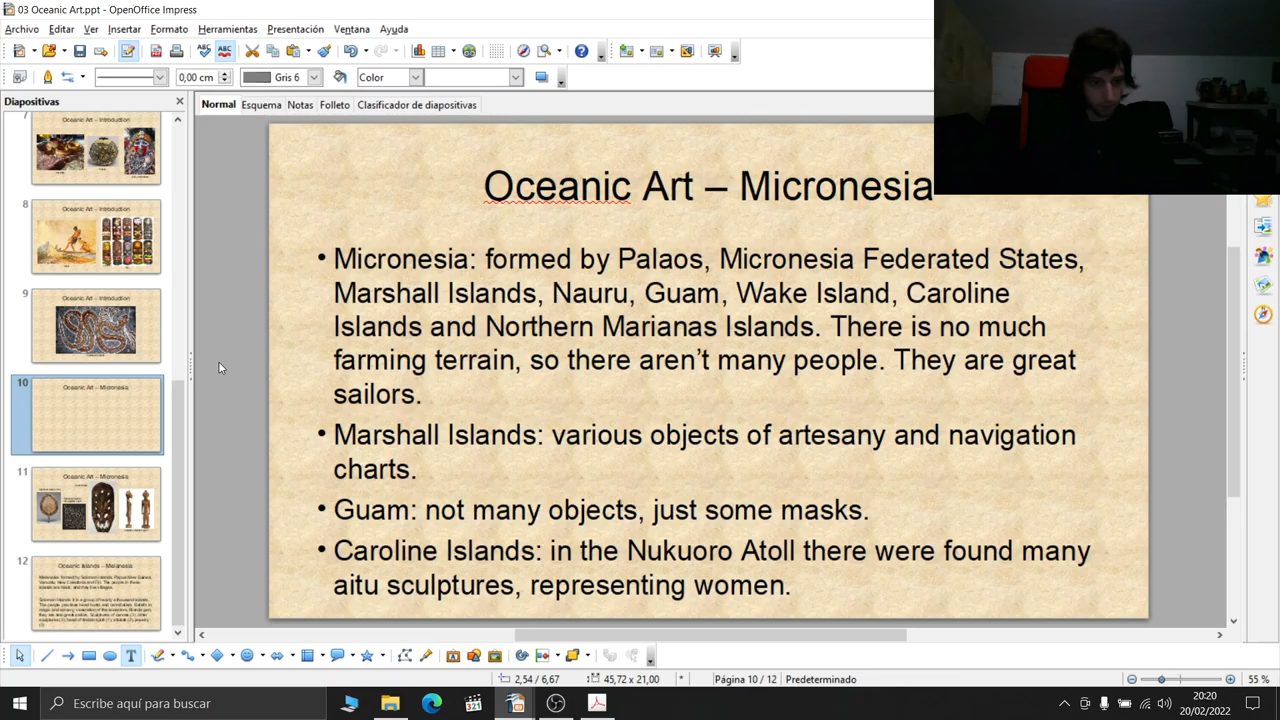 03 Oceanic Art.ppt - OpenOffice Impress
Archivo Editar Ver Insertar Formato Herramientas Presentación Ventana Ayuda
0,00 cm Gris 6 Color
Diapositivas
Normal Esquema Notas Folleto Clasificador de diapositivas
7
Oceanic Art – Introduction
8
Oceanic Art – Introduction
9
Oceanic Art – Introduction
10
Oceanic Art – Micronesia
11
Oceanic Art – Micronesia
12
Oceanic Islands – Melanesia
Oceanic Art – Micronesia
• Micronesia: formed by Palaos, Micronesia Federated States,
Marshall Islands, Nauru, Guam, Wake Island, Caroline
Islands and Northern Marianas Islands. There is no much
farming terrain, so there aren't many people. They are great
sailors.
• Marshall Islands: various objects of artesany and navigation
charts.
• Guam: not many objects, just some masks.
• Caroline Islands: in the Nukuoro Atoll there were found many
aitu sculptures, representing women.
2,54 / 6,67 45,72 x 21,00 * Página 10 / 12 Predeterminado 55 %
Escribe aquí para buscar
321
20:20
20/02/2022